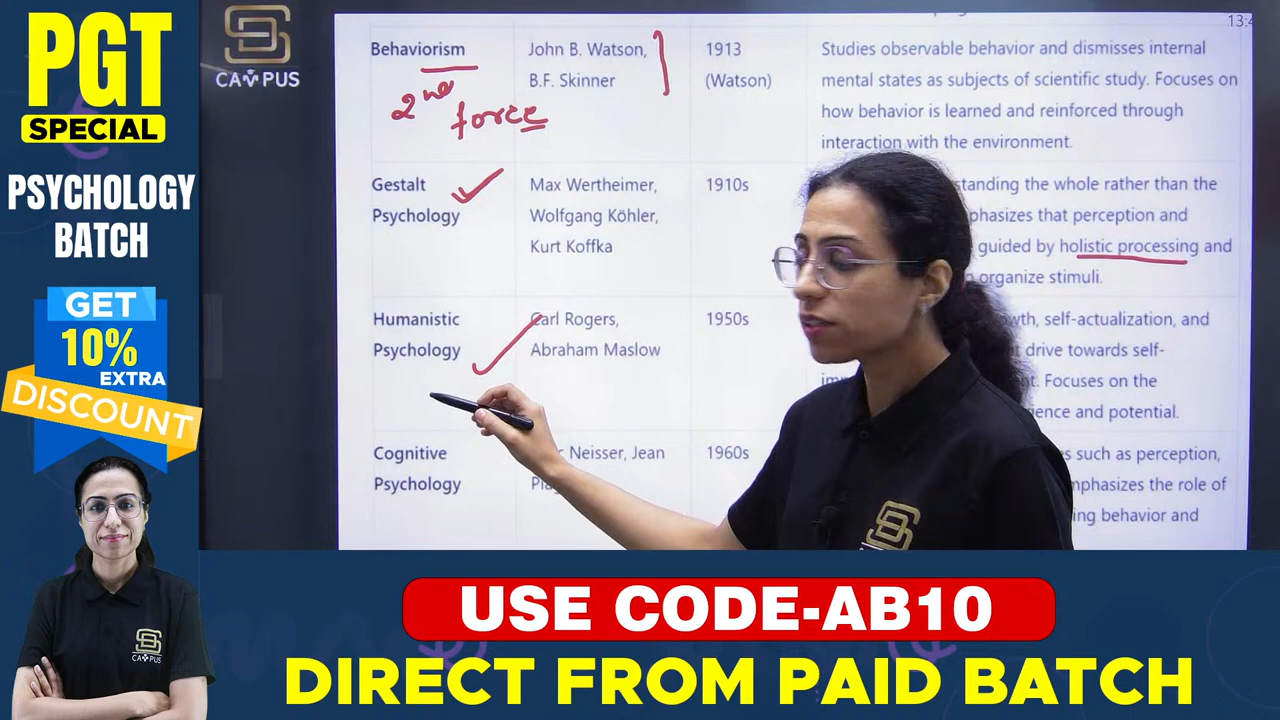 PGT
SPECIAL
PSYCHOLOGY
BATCH
GET
10%
EXTRA
DISCOUNT
CAMPUS
CAMPUS
13:4
Behaviorism
2nd force
John B. Watson,
B.F. Skinner
1913
(Watson)
Studies observable behavior and dismisses internal
mental states as subjects of scientific study. Focuses on
how behavior is learned and reinforced through
interaction with the environment.
Gestalt
Psychology
Max Wertheimer,
Wolfgang Köhler,
Kurt Koffka
1910s
standing the whole rather than the
phasizes that perception and
guided by holistic processing and
organize stimuli.
Humanistic
Psychology
Carl Rogers,
Abraham Maslow
1950s
wth, self-actualization, and
t drive towards self-
nt. Focuses on the
ience and potential.
Cognitive
Psychology
c Neisser, Jean
1960s
es such as perception,
mphasizes the role of
ing behavior and
USE CODE-AB10
DIRECT FROM PAID BATCH